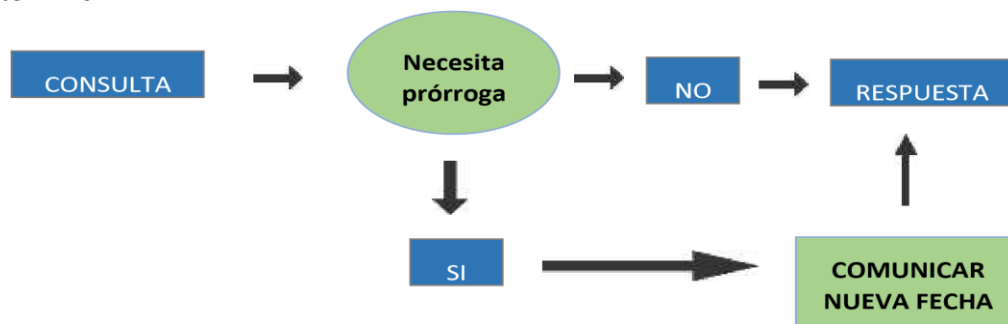 CONSULTA
Necesita
prórroga
NO
RESPUESTA
SI
COMUNICAR
NUEVA FECHA